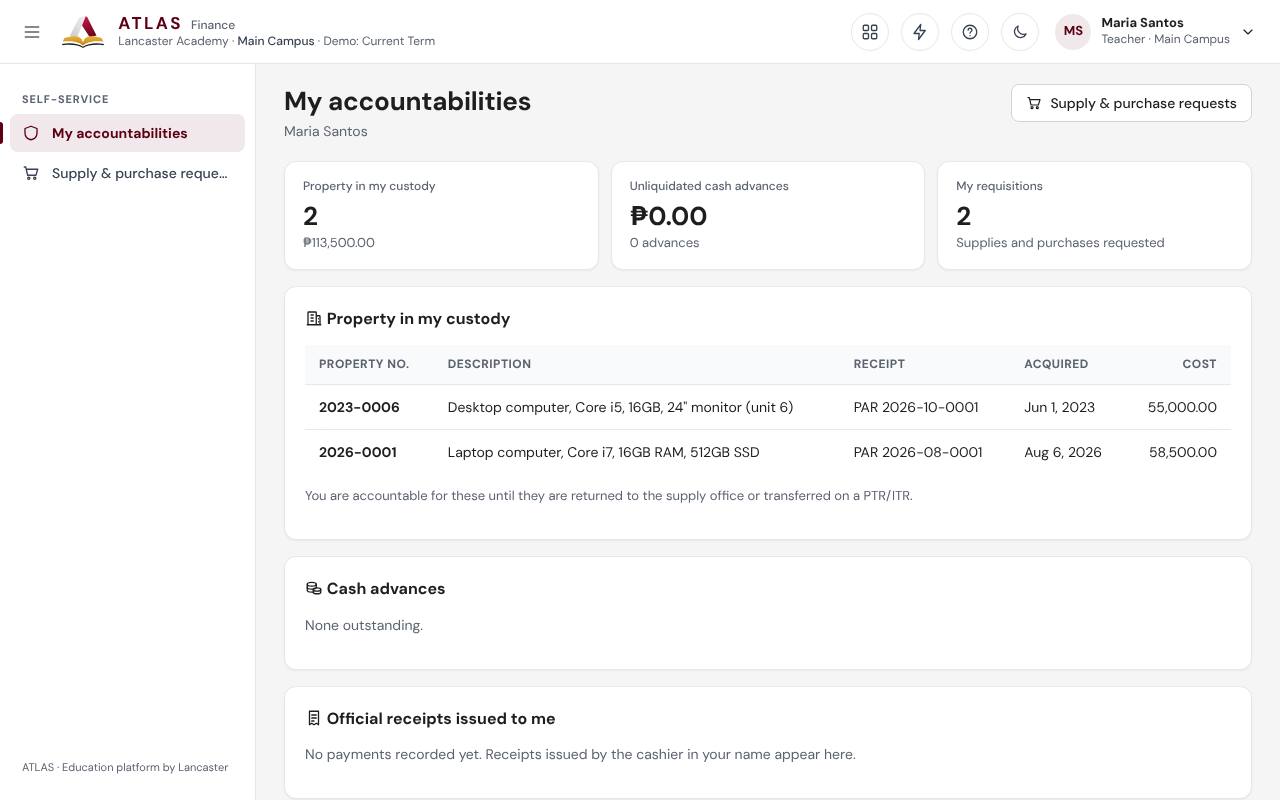 ATLAS Finance
Lancaster Academy · Main Campus · Demo: Current Term
MS
Maria Santos
Teacher · Main Campus
SELF-SERVICE
My accountabilities
Supply & purchase reque...
ATLAS · Education platform by Lancaster
My accountabilities
Maria Santos
Supply & purchase requests
Property in my custody
2
₱113,500.00
Unliquidated cash advances
₱0.00
0 advances
My requisitions
2
Supplies and purchases requested
Property in my custody
PROPERTY NO. DESCRIPTION RECEIPT ACQUIRED COST
2023-0006 Desktop computer, Core i5, 16GB, 24" monitor (unit 6) PAR 2026-10-0001 Jun 1, 2023 55,000.00
2026-0001 Laptop computer, Core i7, 16GB RAM, 512GB SSD PAR 2026-08-0001 Aug 6, 2026 58,500.00
You are accountable for these until they are returned to the supply office or transferred on a PTR/ITR.
Cash advances
None outstanding.
Official receipts issued to me
No payments recorded yet. Receipts issued by the cashier in your name appear here.